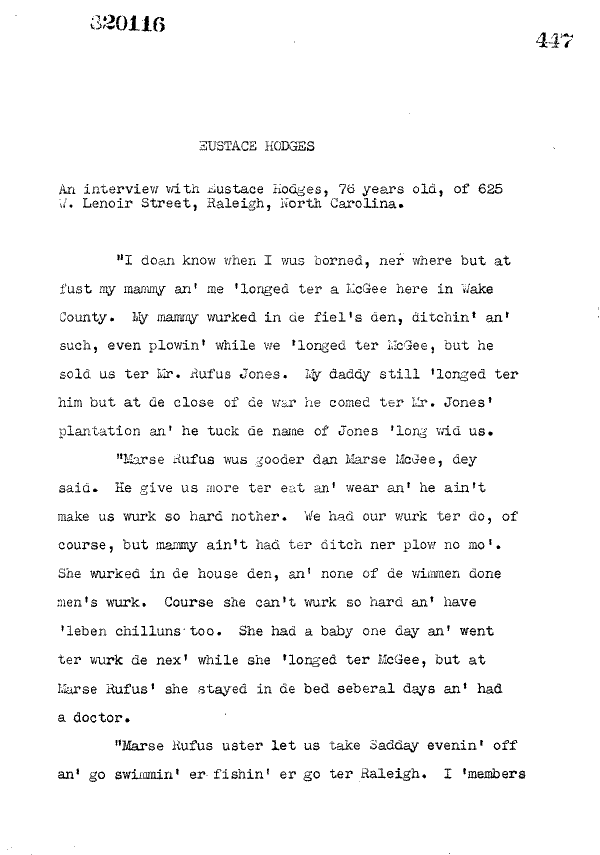 320116
447
EUSTACE HODGES
An interview with Eustace Hodges, 76 years old, of 625
W. Lenoir Street, Raleigh, North Carolina.
"I doan know when I wus borned, ner where but at
fust my mammy an' me 'longed ter a McGee here in Wake
County. My mammy wurked in de fiel's den, ditchin' an'
such, even plowin' while we 'longed ter McGee, but he
sold us ter Mr. Rufus Jones. My daddy still 'longed ter
him but at de close of de war he comed ter Mr. Jones'
plantation an' he tuck de name of Jones 'long wid us.
"Marse Rufus wus gooder dan Marse McGee, dey
said. He give us more ter eat an' wear an' he ain't
make us wurk so hard nother. We had our wurk ter do, of
course, but mammy ain't had ter ditch ner plow no mo'.
She wurked in de house den, an' none of de wimmen done
men's wurk. Course she can't wurk so hard an' have
'leben chilluns too. She had a baby one day an' went
ter wurk de nex' while she 'longed ter McGee, but at
Marse Rufus' she stayed in de bed seberal days an' had
a doctor.
"Marse Rufus uster let us take Sadday evenin' off
an' go swimmin' er fishin' er go ter Raleigh. I 'members